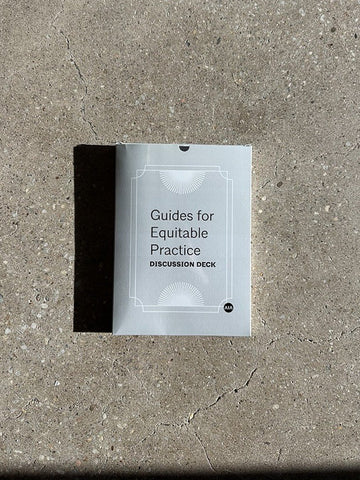 Guides for
Equitable
Practice
DISCUSSION DECK
AIA